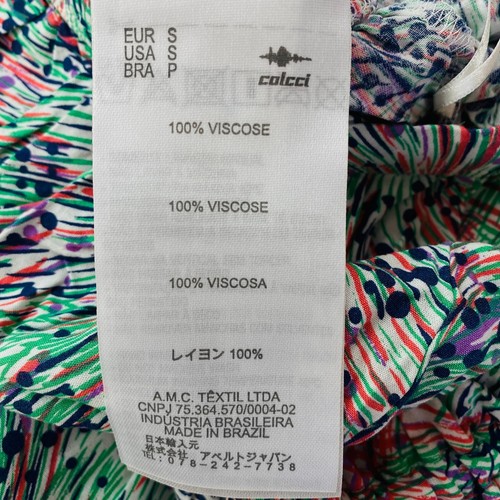 EUR S
USA S
BRA P
colcci
100% VISCOSE
100% VISCOSE
100% VISCOSA
レイヨン 100%
A.M.C. TÊXTIL LTDA
CNPJ 75.364.570/0004-02
INDÚSTRIA BRASILEIRA
MADE IN BRAZIL
日本輸入元
株式会社 アベルトジャパン
TEL:078-242-7738